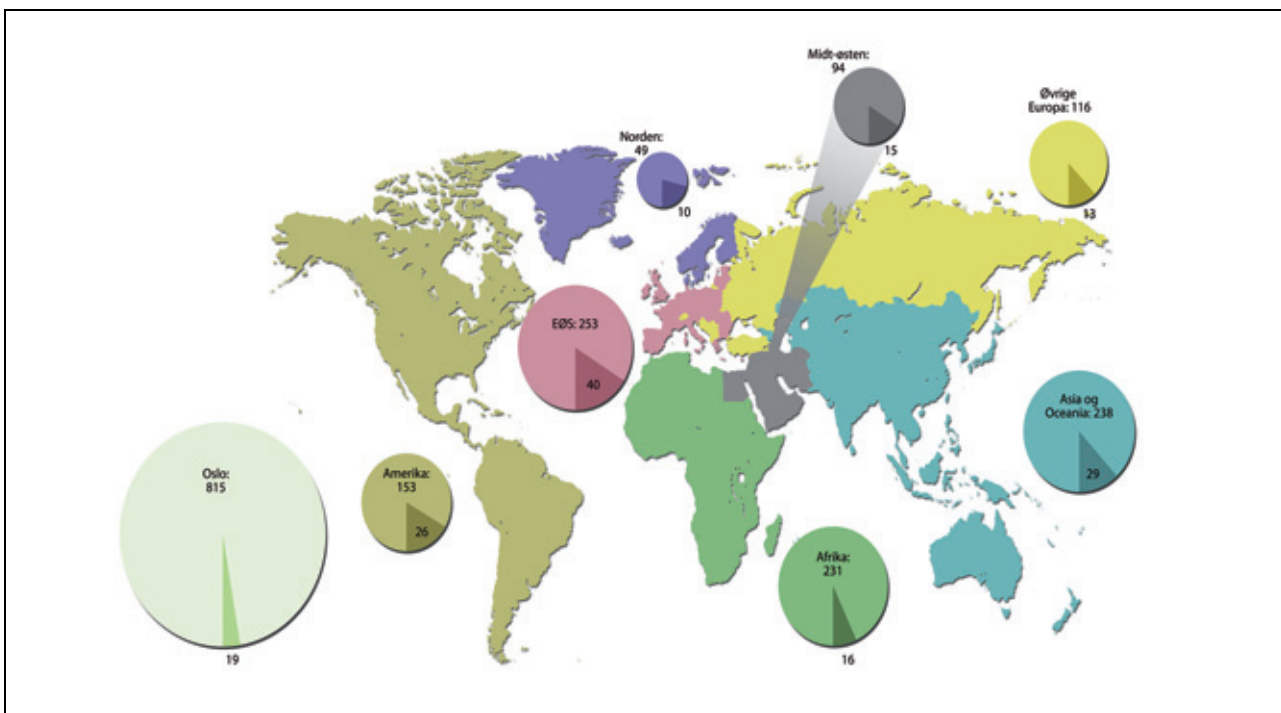 Midt-østen:
94
15
Øvrige
Europa: 116
13
Norden:
49
10
EØS: 253
40
Asia og
Oceania: 238
29
Oslo:
815
19
Amerika:
153
26
Afrika:
231
16